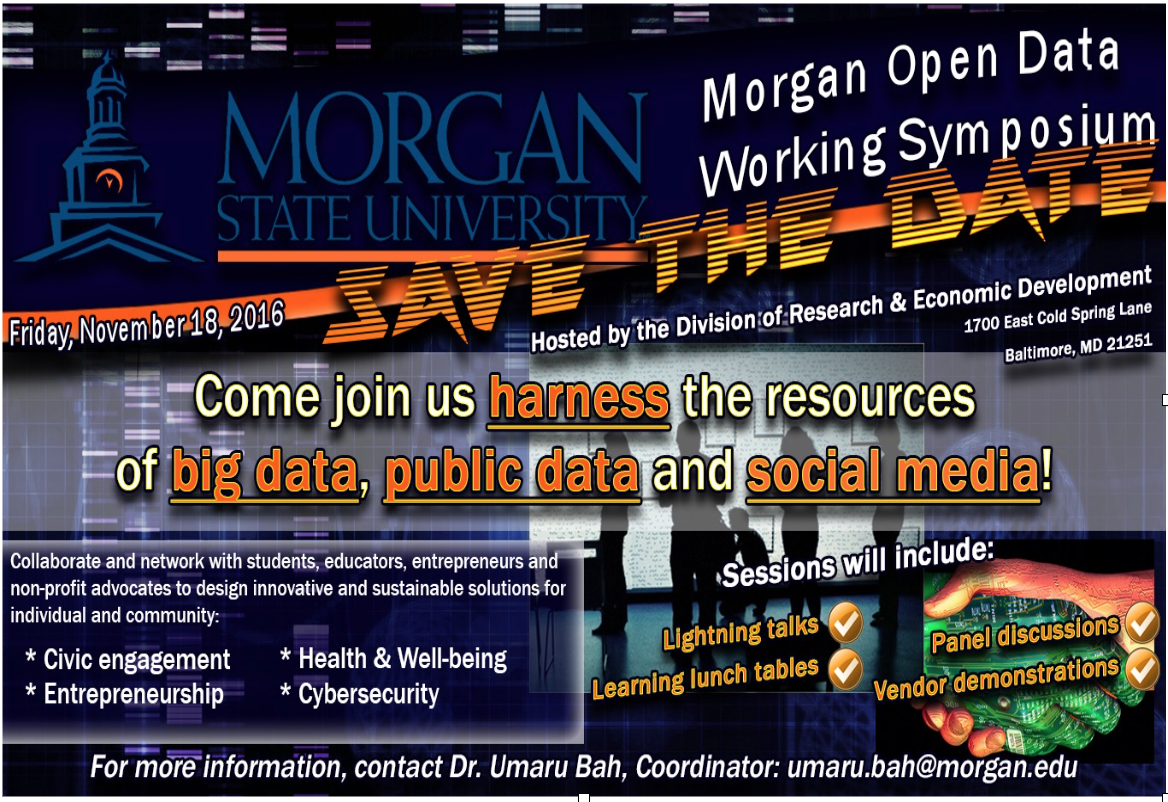 Morgan Open Data
Working Symposium
MORGAN
STATE UNIVERSITY
SAVE THE DATE
Friday, November 18, 2016
Hosted by the Division of Research & Economic Development
1700 East Cold Spring Lane
Baltimore, MD 21251
Come join us harness the resources
of big data, public data and social media!
Collaborate and network with students, educators, entrepreneurs and
non-profit advocates to design innovative and sustainable solutions for
individual and community:
* Civic engagement
* Entrepreneurship
* Health & Well-being
* Cybersecurity
Sessions will include:
Lightning talks
Learning lunch tables
Panel discussions
Vendor demonstrations
For more information, contact Dr. Umaru Bah, Coordinator: umaru.bah@morgan.edu